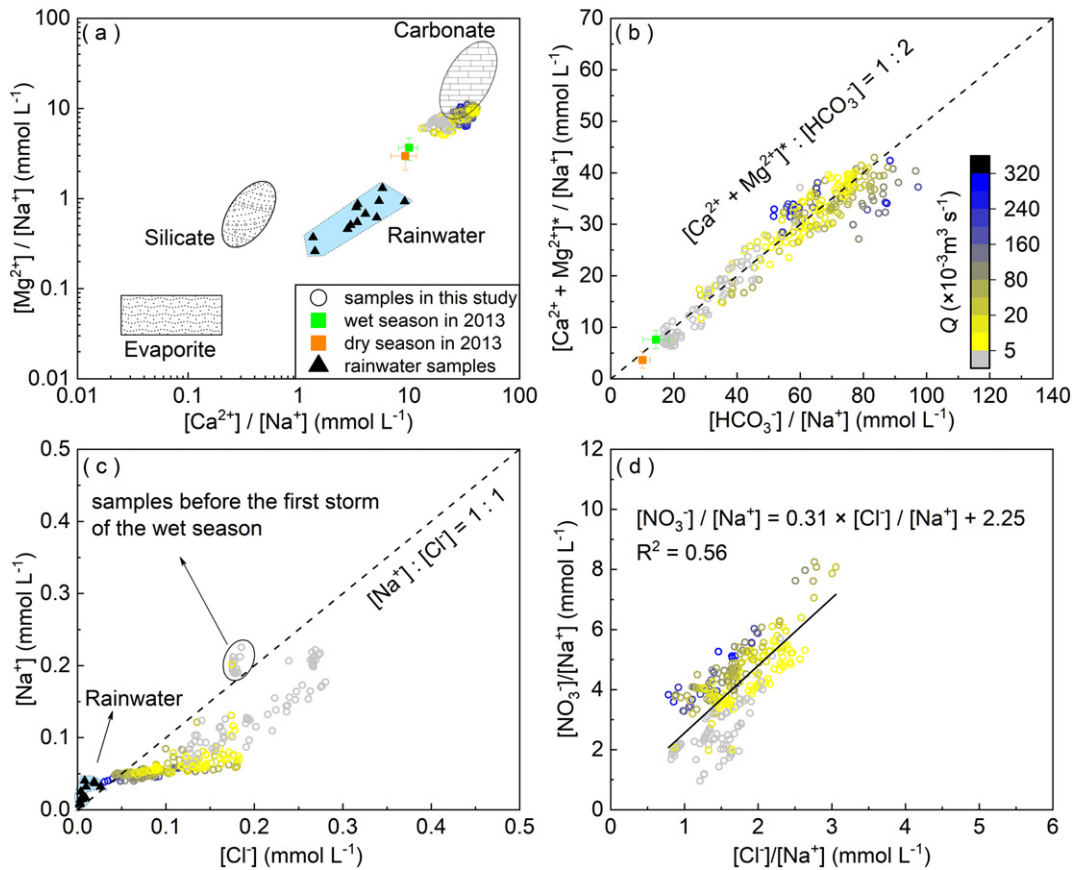 ( a )
Carbonate
100
10
1
0.1
0.01
[Mg²⁺] / [Na⁺] (mmol L⁻¹)
Silicate
Rainwater
Evaporite
samples in this study
wet season in 2013
dry season in 2013
rainwater samples
0.01
0.1
1
10
100
[Ca²⁺] / [Na⁺] (mmol L⁻¹)
( b )
70
60
50
40
30
20
10
0
[Ca²⁺ + Mg²⁺]* / [Na⁺] (mmol L⁻¹)
[Ca²⁺ + Mg²⁺]* : [HCO₃⁻] = 1 : 2
Q (×10⁻³m³ s⁻¹)
320
240
160
80
20
5
0
20
40
60
80
100
120
140
[HCO₃⁻] / [Na⁺] (mmol L⁻¹)
( c )
0.5
0.4
0.3
0.2
0.1
0.0
[Na⁺] (mmol L⁻¹)
samples before the first storm
of the wet season
[Na⁺] : [Cl⁻] = 1 : 1
Rainwater
0.0
0.1
0.2
0.3
0.4
0.5
[Cl⁻] (mmol L⁻¹)
( d )
12
10
8
6
4
2
0
[NO₃⁻]/[Na⁺] (mmol L⁻¹)
[NO₃⁻] / [Na⁺] = 0.31 × [Cl⁻] / [Na⁺] + 2.25
R² = 0.56
0
1
2
3
4
5
6
[Cl⁻]/[Na⁺] (mmol L⁻¹)